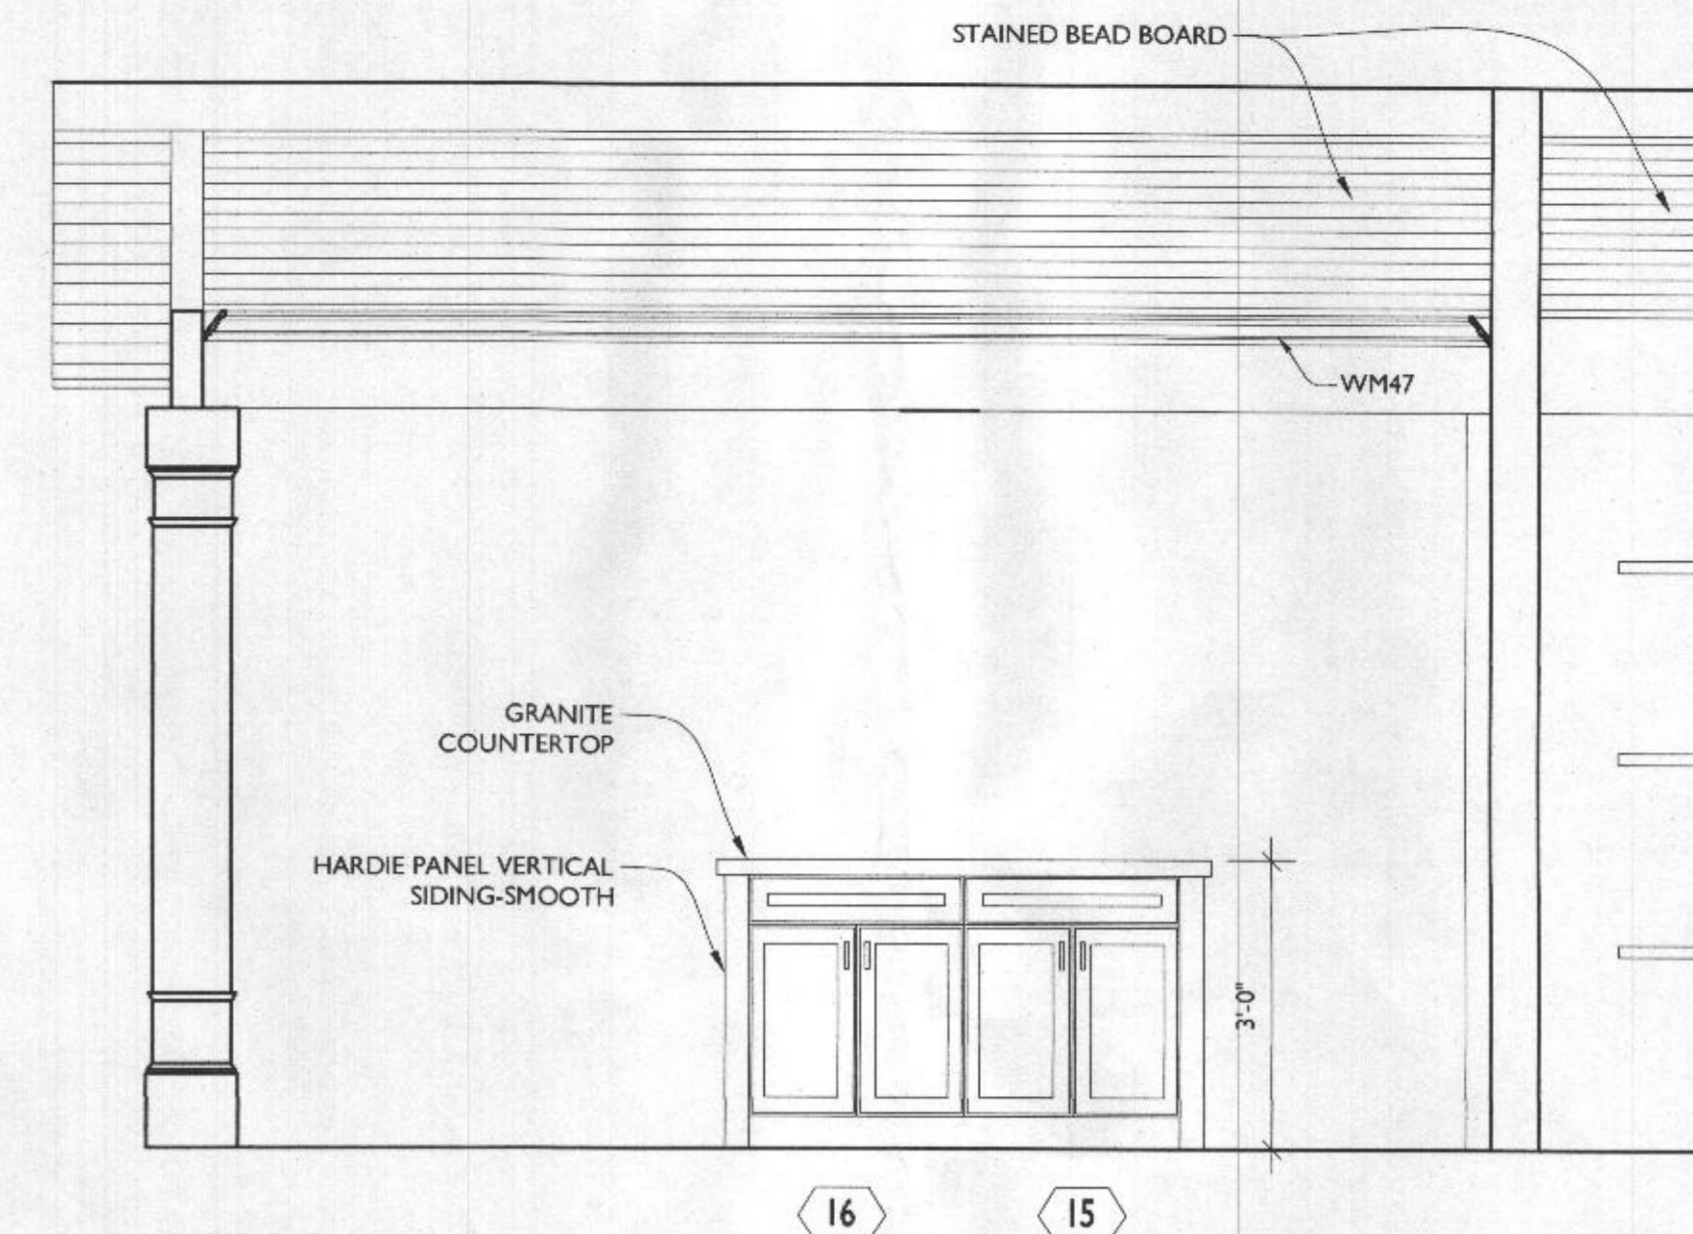 STAINED BEAD BOARD
WM47
GRANITE
COUNTERTOP
HARDIE PANEL VERTICAL
SIDING-SMOOTH
3'-0"
16
15